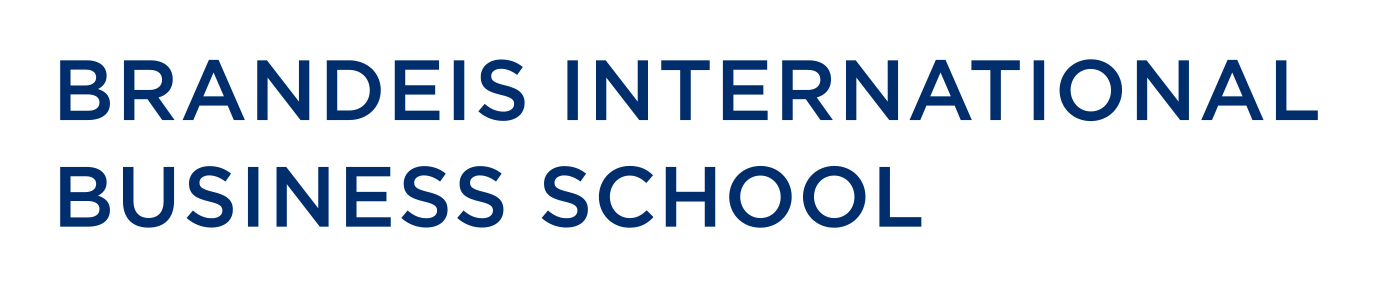 BRANDEIS INTERNATIONAL
BUSINESS SCHOOL